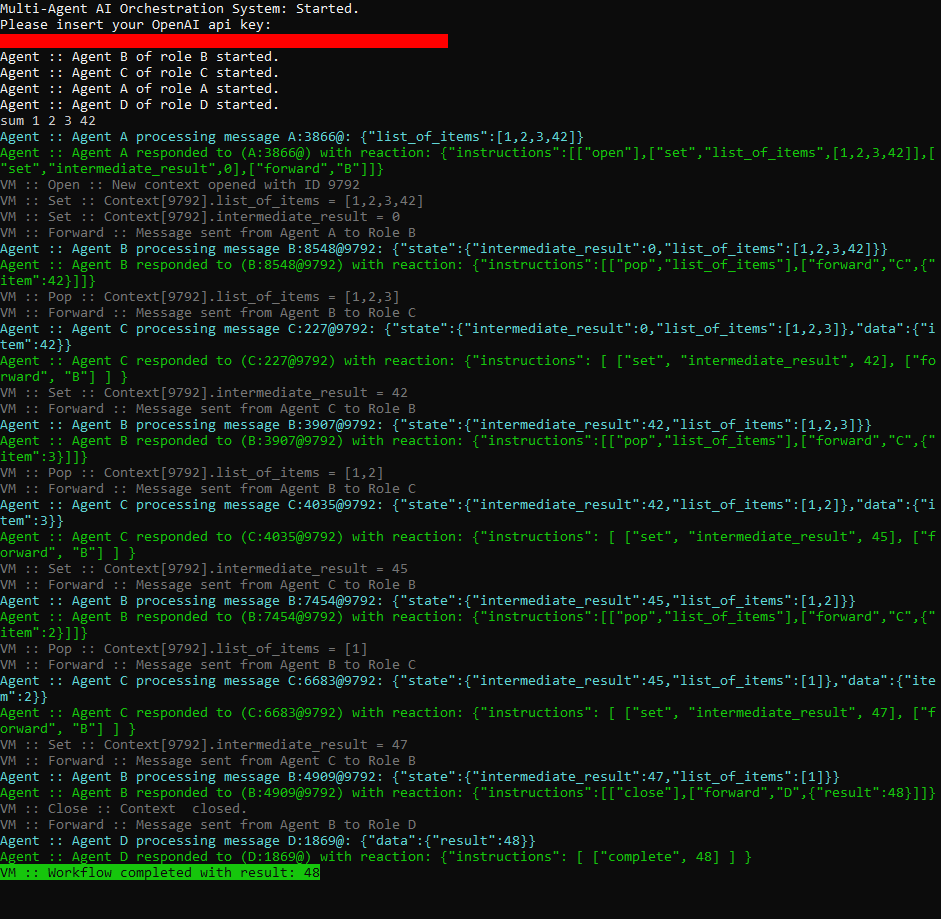 Multi-Agent AI Orchestration System: Started.
Please insert your OpenAI api key:
Agent :: Agent B of role B started.
Agent :: Agent C of role C started.
Agent :: Agent A of role A started.
Agent :: Agent D of role D started.
sum 1 2 3 42
Agent :: Agent A processing message A:3866@: {"list_of_items":[1,2,3,42]}
Agent :: Agent A responded to (A:3866@) with reaction: {"instructions":[["open"],["set","list_of_items",[1,2,3,42]],[
"set","intermediate_result",0],["forward","B"]]}
VM :: Open :: New context opened with ID 9792
VM :: Set :: Context[9792].list_of_items = [1,2,3,42]
VM :: Set :: Context[9792].intermediate_result = 0
VM :: Forward :: Message sent from Agent A to Role B
Agent :: Agent B processing message B:8548@9792: {"state":{"intermediate_result":0,"list_of_items":[1,2,3,42]}}
Agent :: Agent B responded to (B:8548@9792) with reaction: {"instructions":[["pop","list_of_items"],["forward","C",{"
item":42}]]}
VM :: Pop :: Context[9792].list_of_items = [1,2,3]
VM :: Forward :: Message sent from Agent B to Role C
Agent :: Agent C processing message C:227@9792: {"state":{"intermediate_result":0,"list_of_items":[1,2,3]},"data":{"i
tem":42}}
Agent :: Agent C responded to (C:227@9792) with reaction: {"instructions": [ ["set", "intermediate_result", 42], ["fo
rward", "B"] ] }
VM :: Set :: Context[9792].intermediate_result = 42
VM :: Forward :: Message sent from Agent C to Role B
Agent :: Agent B processing message B:3907@9792: {"state":{"intermediate_result":42,"list_of_items":[1,2,3]}}
Agent :: Agent B responded to (B:3907@9792) with reaction: {"instructions":[["pop","list_of_items"],["forward","C",{"
item":3}]]}
VM :: Pop :: Context[9792].list_of_items = [1,2]
VM :: Forward :: Message sent from Agent B to Role C
Agent :: Agent C processing message C:4035@9792: {"state":{"intermediate_result":42,"list_of_items":[1,2]},"data":{"i
tem":3}}
Agent :: Agent C responded to (C:4035@9792) with reaction: {"instructions": [ ["set", "intermediate_result", 45], ["f
orward", "B"] ] }
VM :: Set :: Context[9792].intermediate_result = 45
VM :: Forward :: Message sent from Agent C to Role B
Agent :: Agent B processing message B:7454@9792: {"state":{"intermediate_result":45,"list_of_items":[1,2]}}
Agent :: Agent B responded to (B:7454@9792) with reaction: {"instructions":[["pop","list_of_items"],["forward","C",{"
item":2}]]}
VM :: Pop :: Context[9792].list_of_items = [1]
VM :: Forward :: Message sent from Agent B to Role C
Agent :: Agent C processing message C:6683@9792: {"state":{"intermediate_result":45,"list_of_items":[1]},"data":{"ite
m":2}}
Agent :: Agent C responded to (C:6683@9792) with reaction: {"instructions": [ ["set", "intermediate_result", 47], ["f
orward", "B"] ] }
VM :: Set :: Context[9792].intermediate_result = 47
VM :: Forward :: Message sent from Agent C to Role B
Agent :: Agent B processing message B:4909@9792: {"state":{"intermediate_result":47,"list_of_items":[1]}}
Agent :: Agent B responded to (B:4909@9792) with reaction: {"instructions":[["close"],["forward","D",{"result":48}]]}
VM :: Close :: Context  closed.
VM :: Forward :: Message sent from Agent B to Role D
Agent :: Agent D processing message D:1869@: {"data":{"result":48}}
Agent :: Agent D responded to (D:1869@) with reaction: {"instructions": [ ["complete", 48] ] }
VM :: Workflow completed with result: 48